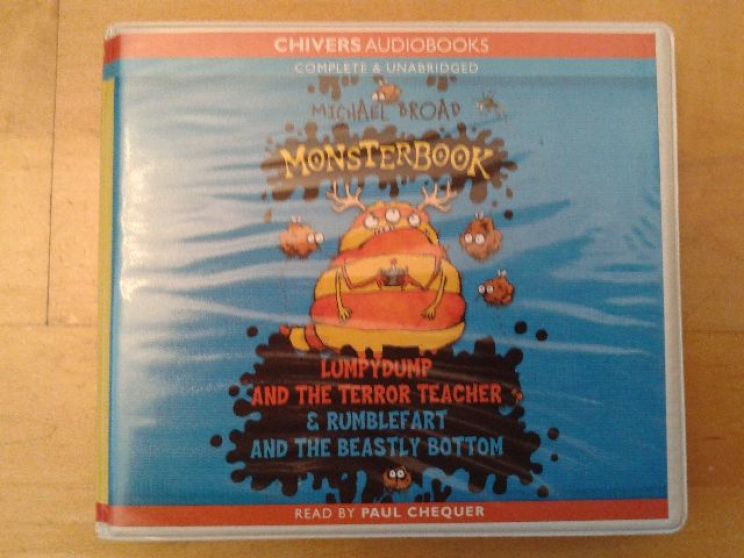 CHIVERS AUDIOBOOKS
COMPLETE & UNABRIDGED
MICHAEL BROAD
MONSTERBOOK
LUMPYDUMP
AND THE TERROR TEACHER
& RUMBLEFART
AND THE BEASTLY BOTTOM
READ BY PAUL CHEQUER